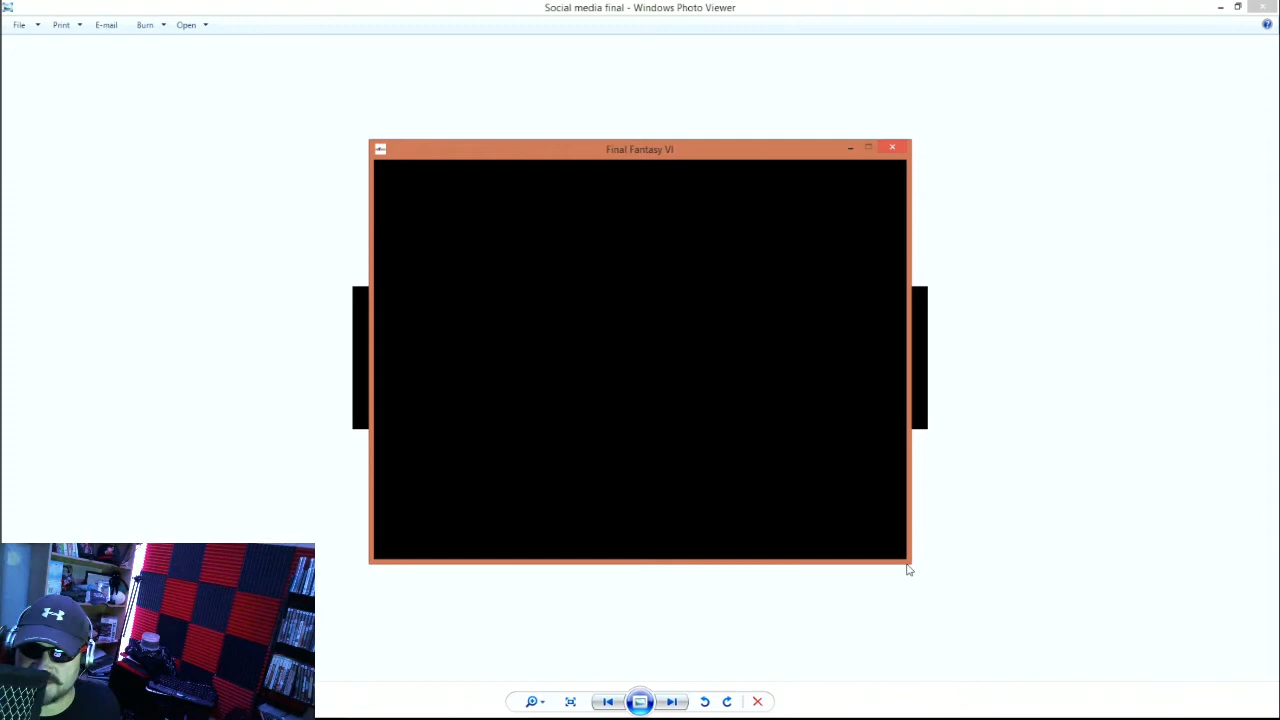 Social media final - Windows Photo Viewer
File Print E-mail Burn Open
Final Fantasy VI